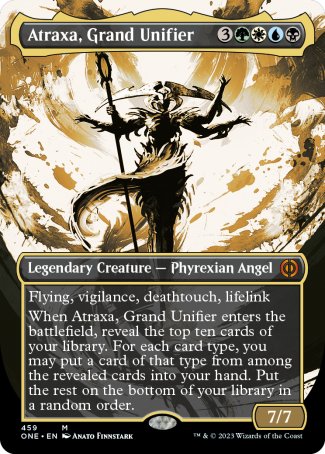 Atraxa, Grand Unifier 3
Legendary Creature — Phyrexian Angel
Flying, vigilance, deathtouch, lifelink
When Atraxa, Grand Unifier enters the
battlefield, reveal the top ten cards of
your library. For each card type, you
may put a card of that type from among
the revealed cards into your hand. Put
the rest on the bottom of your library in
a random order.
7/7
459 M
ONE • EN ANATO FINNSTARK ™ & © 2023 Wizards of the Coast